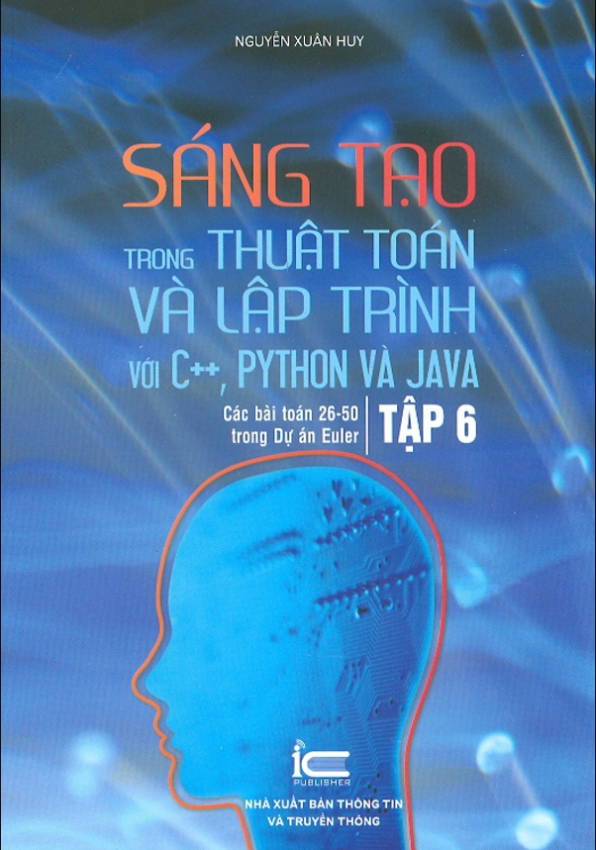 NGUYỄN XUÂN HUY
SÁNG TẠO
TRONG THUẬT TOÁN
VÀ LẬP TRÌNH
VỚI C++, PYTHON VÀ JAVA
Các bài toán 26-50
trong Dự án Euler
TẬP 6
iC
PUBLISHER
NHÀ XUẤT BẢN THÔNG TIN
VÀ TRUYỀN THÔNG